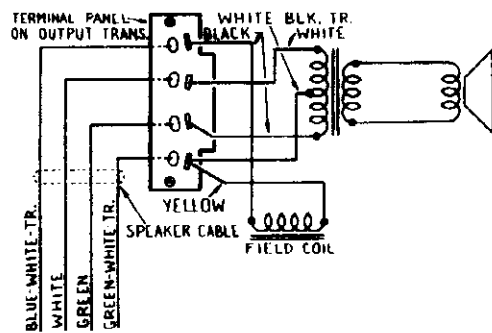 TERMINAL PANEL
ON OUTPUT TRANS.
WHITE BLK. TR.
BLACK
WHITE
YELLOW
SPEAKER CABLE
FIELD COIL
BLUE-WHITE-TR.
WHITE
GREEN
GREEN-WHITE-TR.